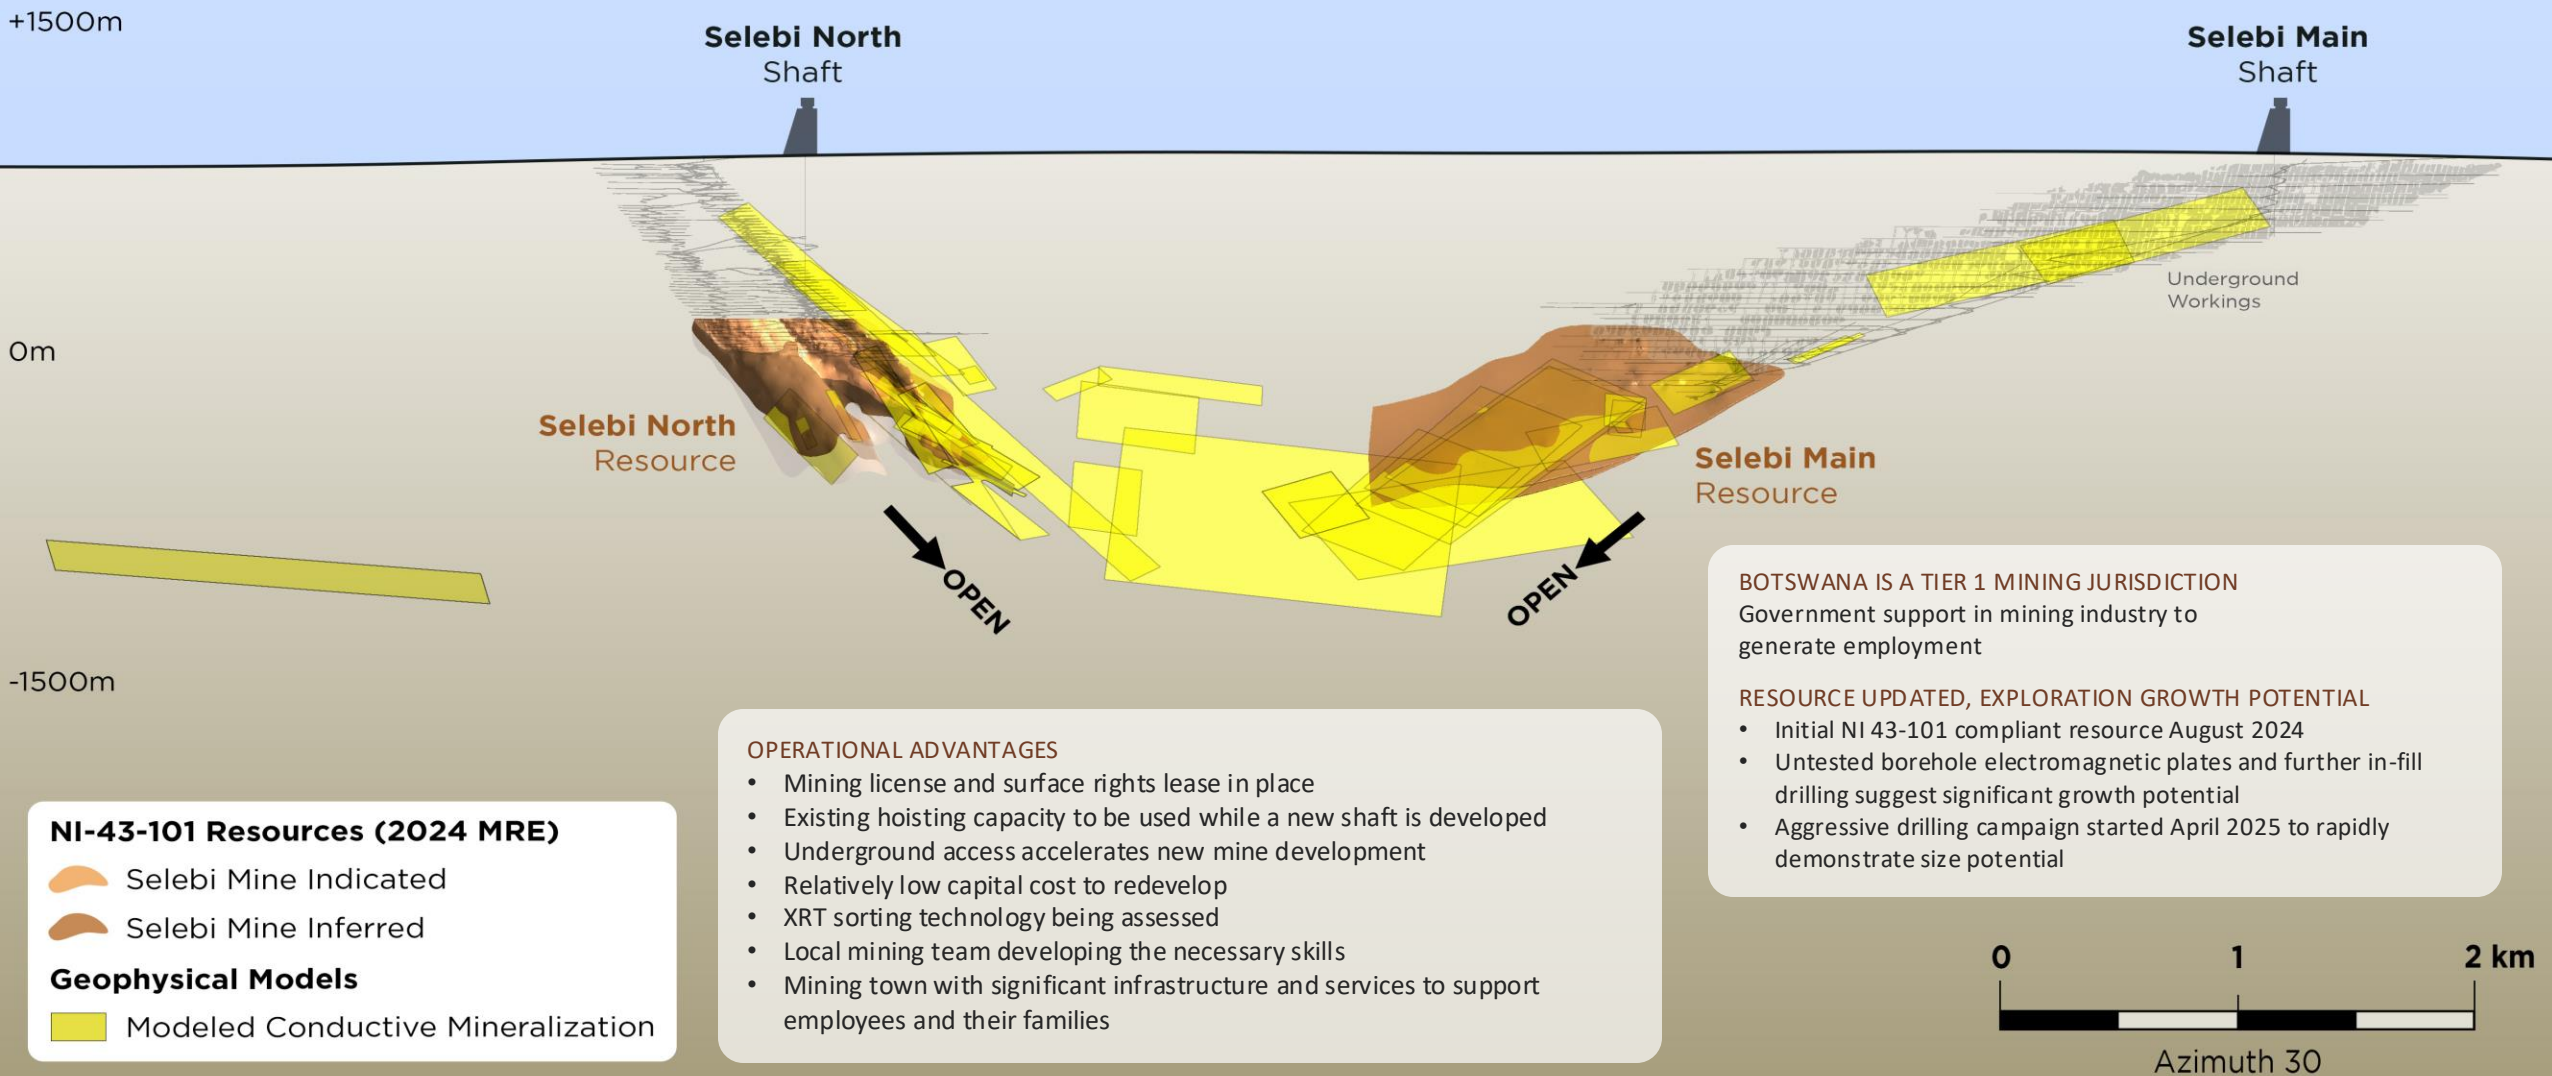 +1500m
Selebi North
Shaft
Selebi Main
Shaft
Underground
Workings
0m
Selebi North
Resource
Selebi Main
Resource
OPEN
OPEN
-1500m
BOTSWANA IS A TIER 1 MINING JURISDICTION
Government support in mining industry to
generate employment
RESOURCE UPDATED, EXPLORATION GROWTH POTENTIAL
• Initial NI 43-101 compliant resource August 2024
• Untested borehole electromagnetic plates and further in-fill
drilling suggest significant growth potential
• Aggressive drilling campaign started April 2025 to rapidly
demonstrate size potential
OPERATIONAL ADVANTAGES
• Mining license and surface rights lease in place
• Existing hoisting capacity to be used while a new shaft is developed
• Underground access accelerates new mine development
• Relatively low capital cost to redevelop
• XRT sorting technology being assessed
• Local mining team developing the necessary skills
• Mining town with significant infrastructure and services to support
employees and their families
NI-43-101 Resources (2024 MRE)
Selebi Mine Indicated
Selebi Mine Inferred
Geophysical Models
Modeled Conductive Mineralization
0 1 2 km
Azimuth 30